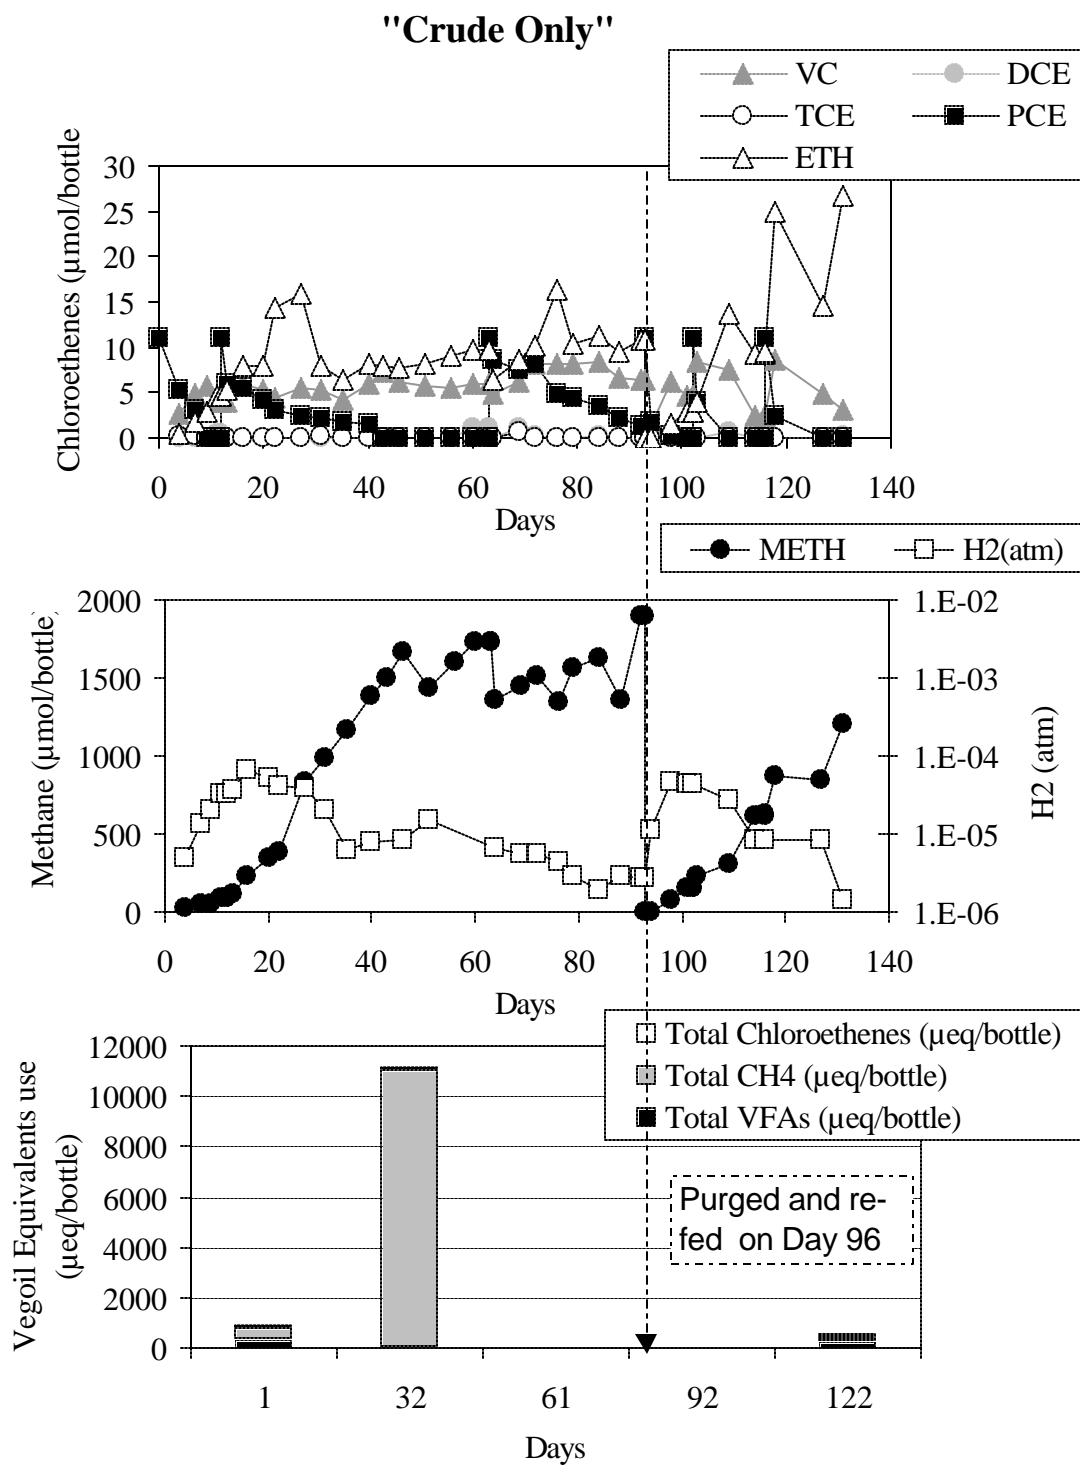 "Crude Only"
VC DCE
TCE PCE
ETH
Chloroethenes (µmol/bottle
30
25
20
15
10
5
0
0 20 40 60 80 100 120 140
Days
METH H2(atm)
Methane (µmol/bottle)
2000
1500
1000
500
0
1.E-02
1.E-03
1.E-04
1.E-05
1.E-06
H2 (atm)
0 20 40 60 80 100 120 140
Days
Total Chloroethenes (µeq/bottle)
Total CH4 (µeq/bottle)
Total VFAs (µeq/bottle)
Vegoil Equivalents use
(µeq/bottle)
12000
10000
8000
6000
4000
2000
0
Purged and re-
fed on Day 96
1 32 61 92 122
Days